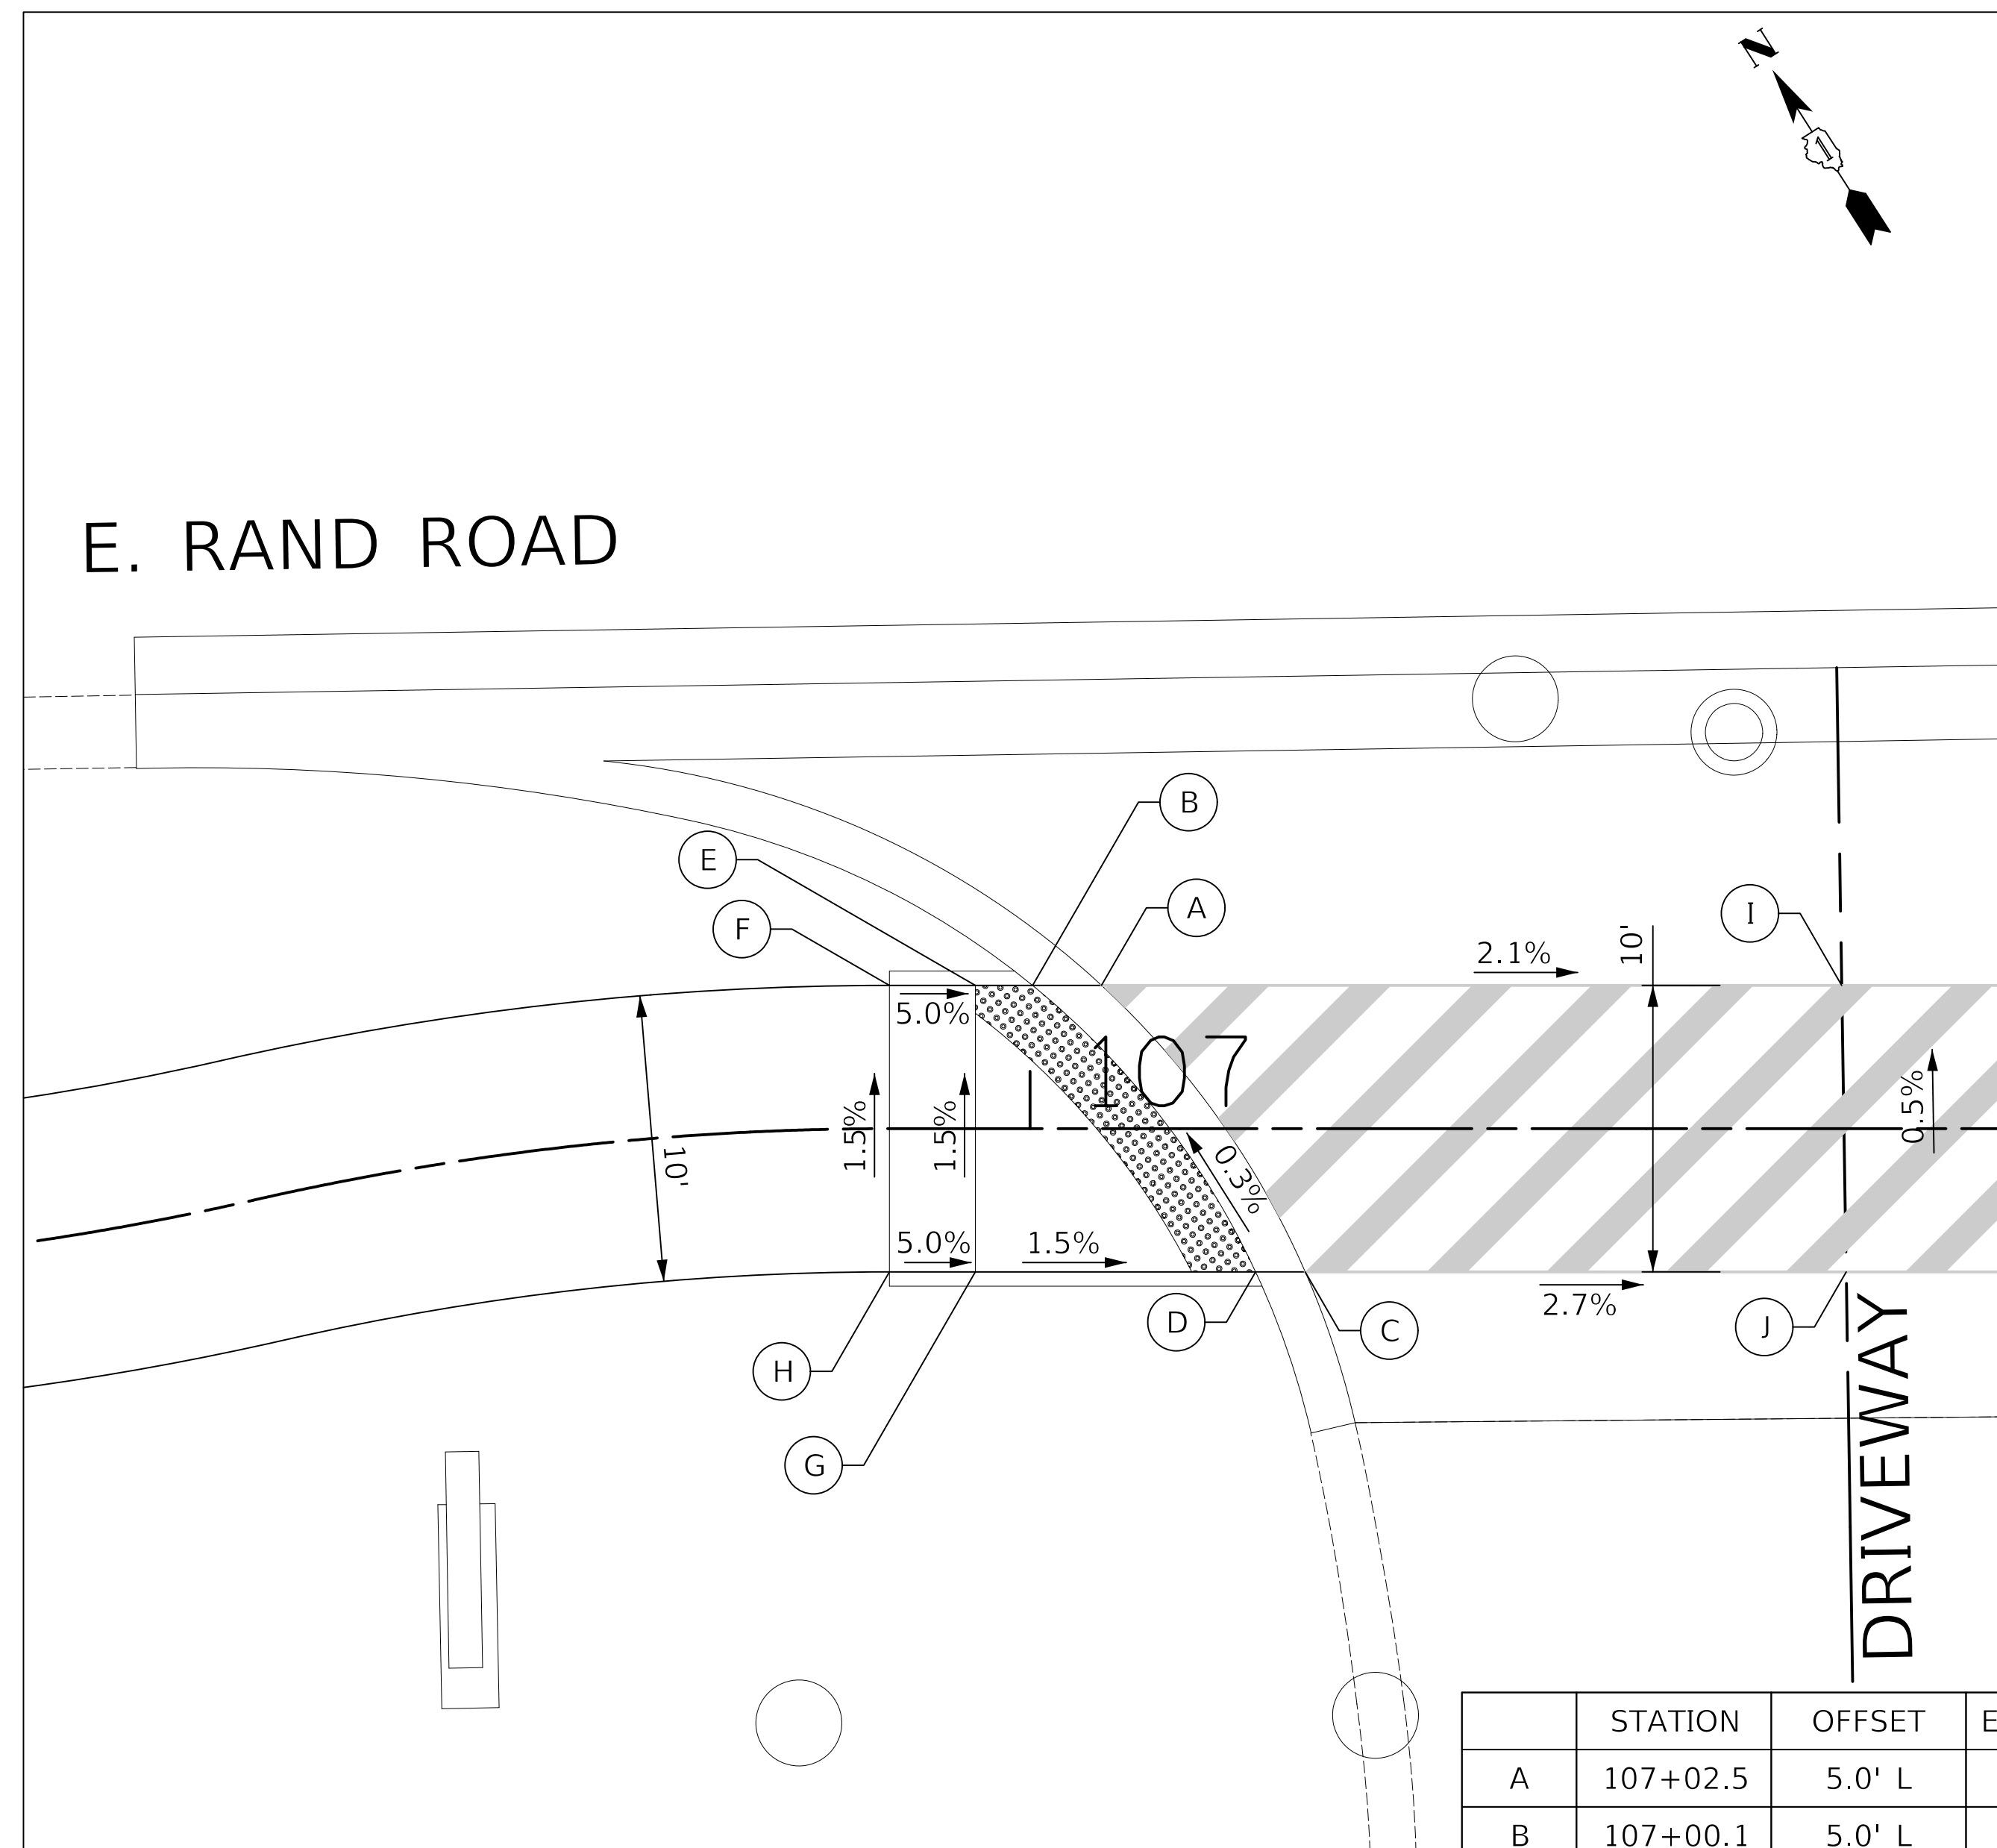 N
1
E. RAND ROAD
B
E
A
F
I
2.1%
10'
5.0%
107
1.5%
1.5%
0.5%
10'
0.3%
5.0%
1.5%
2.7%
D
C
J
H
G
DRIVEWAY
STATION OFFSET E
A 107+02.5 5.0' L
B 107+00.1 5.0' L